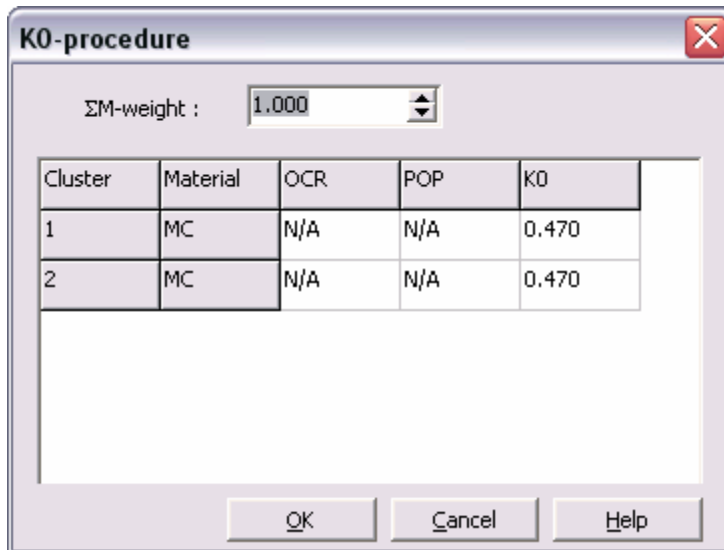 K0-procedure
ΣM-weight : 1.000
Cluster Material OCR POP K0
1 MC N/A N/A 0.470
2 MC N/A N/A 0.470
OK Cancel Help